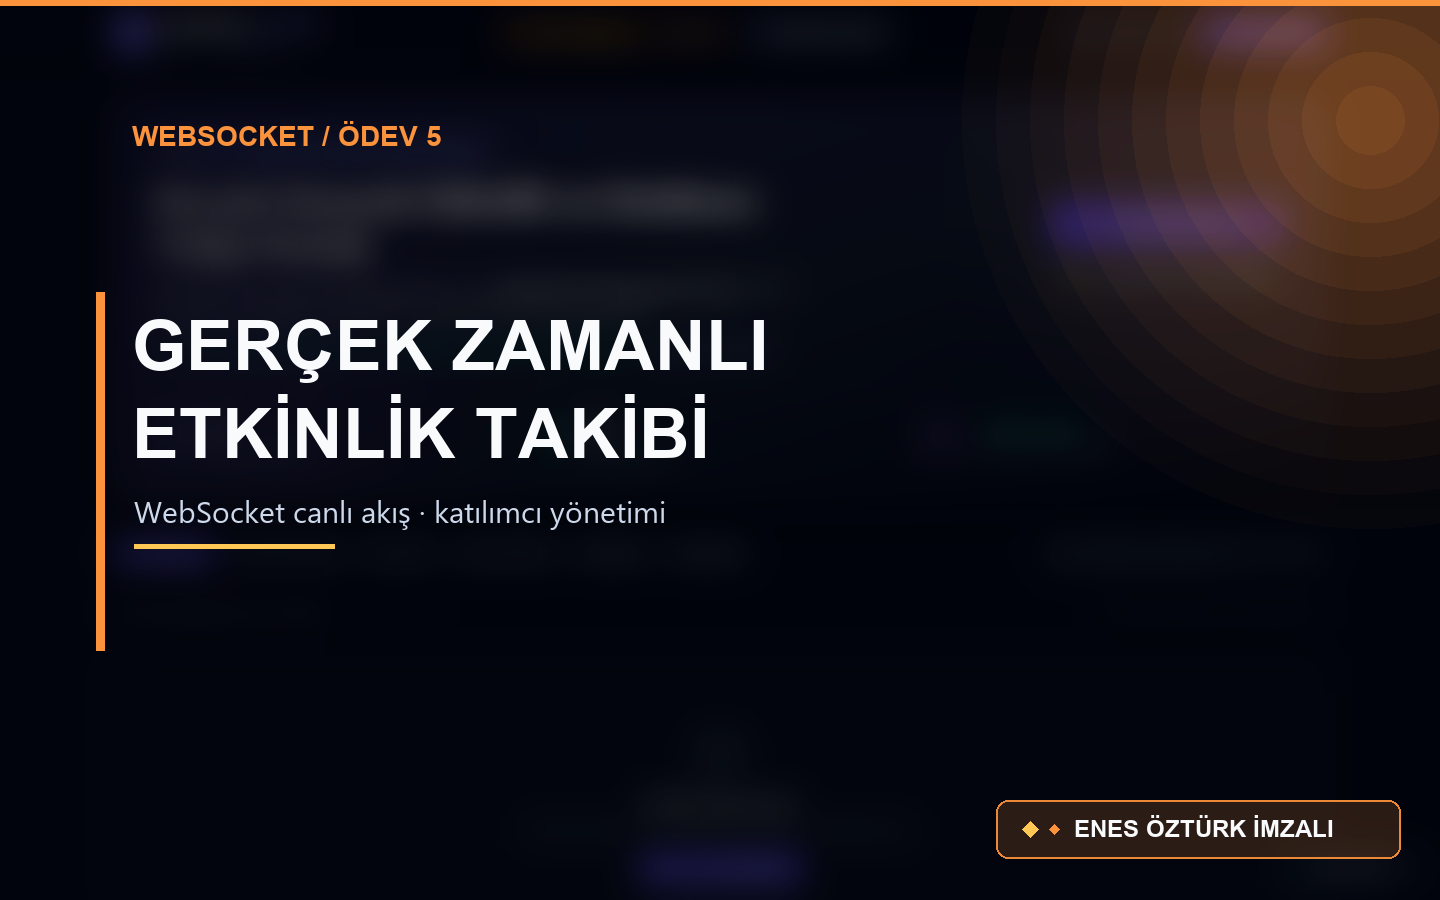 WEBSOCKET / ÖDEV 5
GERÇEK ZAMANLI
ETKİNLİK TAKİBİ
WebSocket canlı akış · katılımcı yönetimi
ENES ÖZTÜRK İMZALI